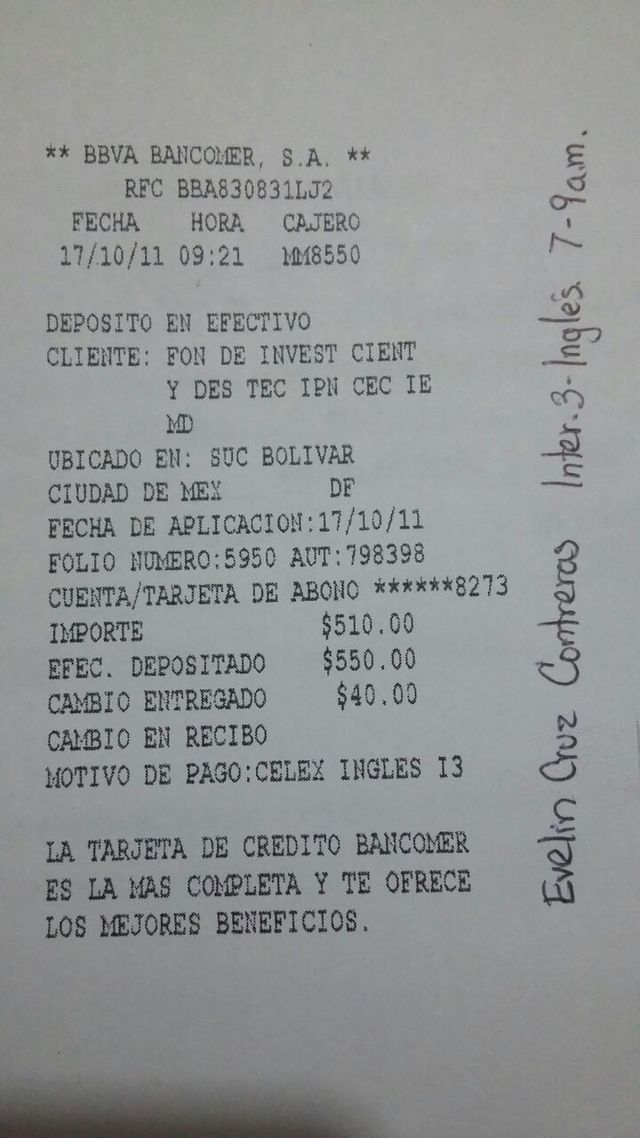 ** BBVA BANCOMER, S.A. **
RFC BBA830831LJ2
FECHA HORA CAJERO
17/10/11 09:21 MM8550
DEPOSITO EN EFECTIVO
CLIENTE: FON DE INVEST CIENT
Y DES TEC IPN CEC IE
MD
UBICADO EN: SUC BOLIVAR
CIUDAD DE MEX DF
FECHA DE APLICACION:17/10/11
FOLIO NUMERO:5950 AUT:798398
CUENTA/TARJETA DE ABONO ******8273
IMPORTE $510.00
EFEC. DEPOSITADO $550.00
CAMBIO ENTREGADO $40.00
CAMBIO EN RECIBO
MOTIVO DE PAGO:CELEX INGLES I3
LA TARJETA DE CREDITO BANCOMER
ES LA MAS COMPLETA Y TE OFRECE
LOS MEJORES BENEFICIOS.
Evelin Cruz Contreras Inter.3-Inglés 7-9a.m.